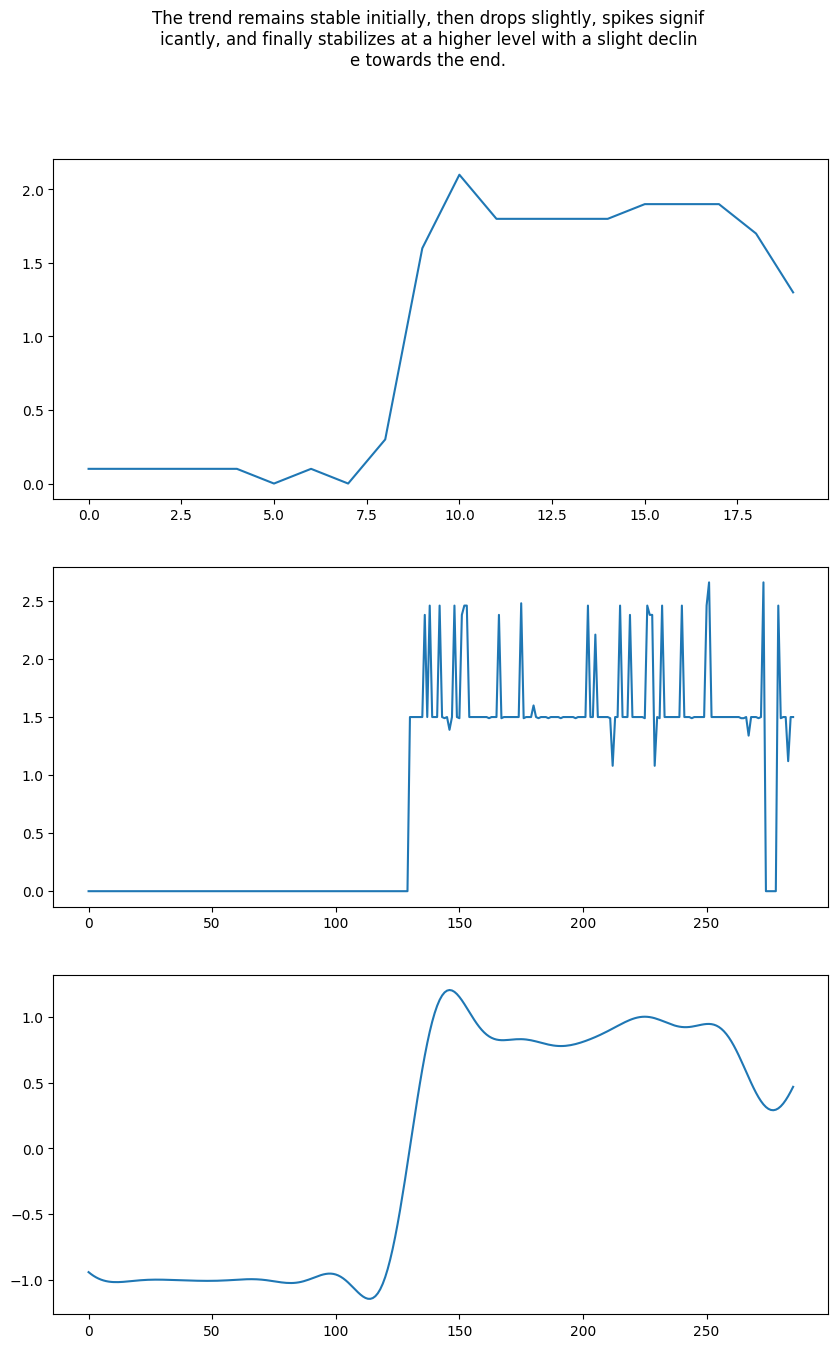 The trend remains stable initially, then drops slightly, spikes signif
icantly, and finally stabilizes at a higher level with a slight declin
e towards the end.
2.0
1.5
1.0
0.5
0.0
0.0 2.5 5.0 7.5 10.0 12.5 15.0 17.5
2.5
2.0
1.5
1.0
0.5
0.0
0 50 100 150 200 250
1.0
0.5
0.0
−0.5
−1.0
0 50 100 150 200 250